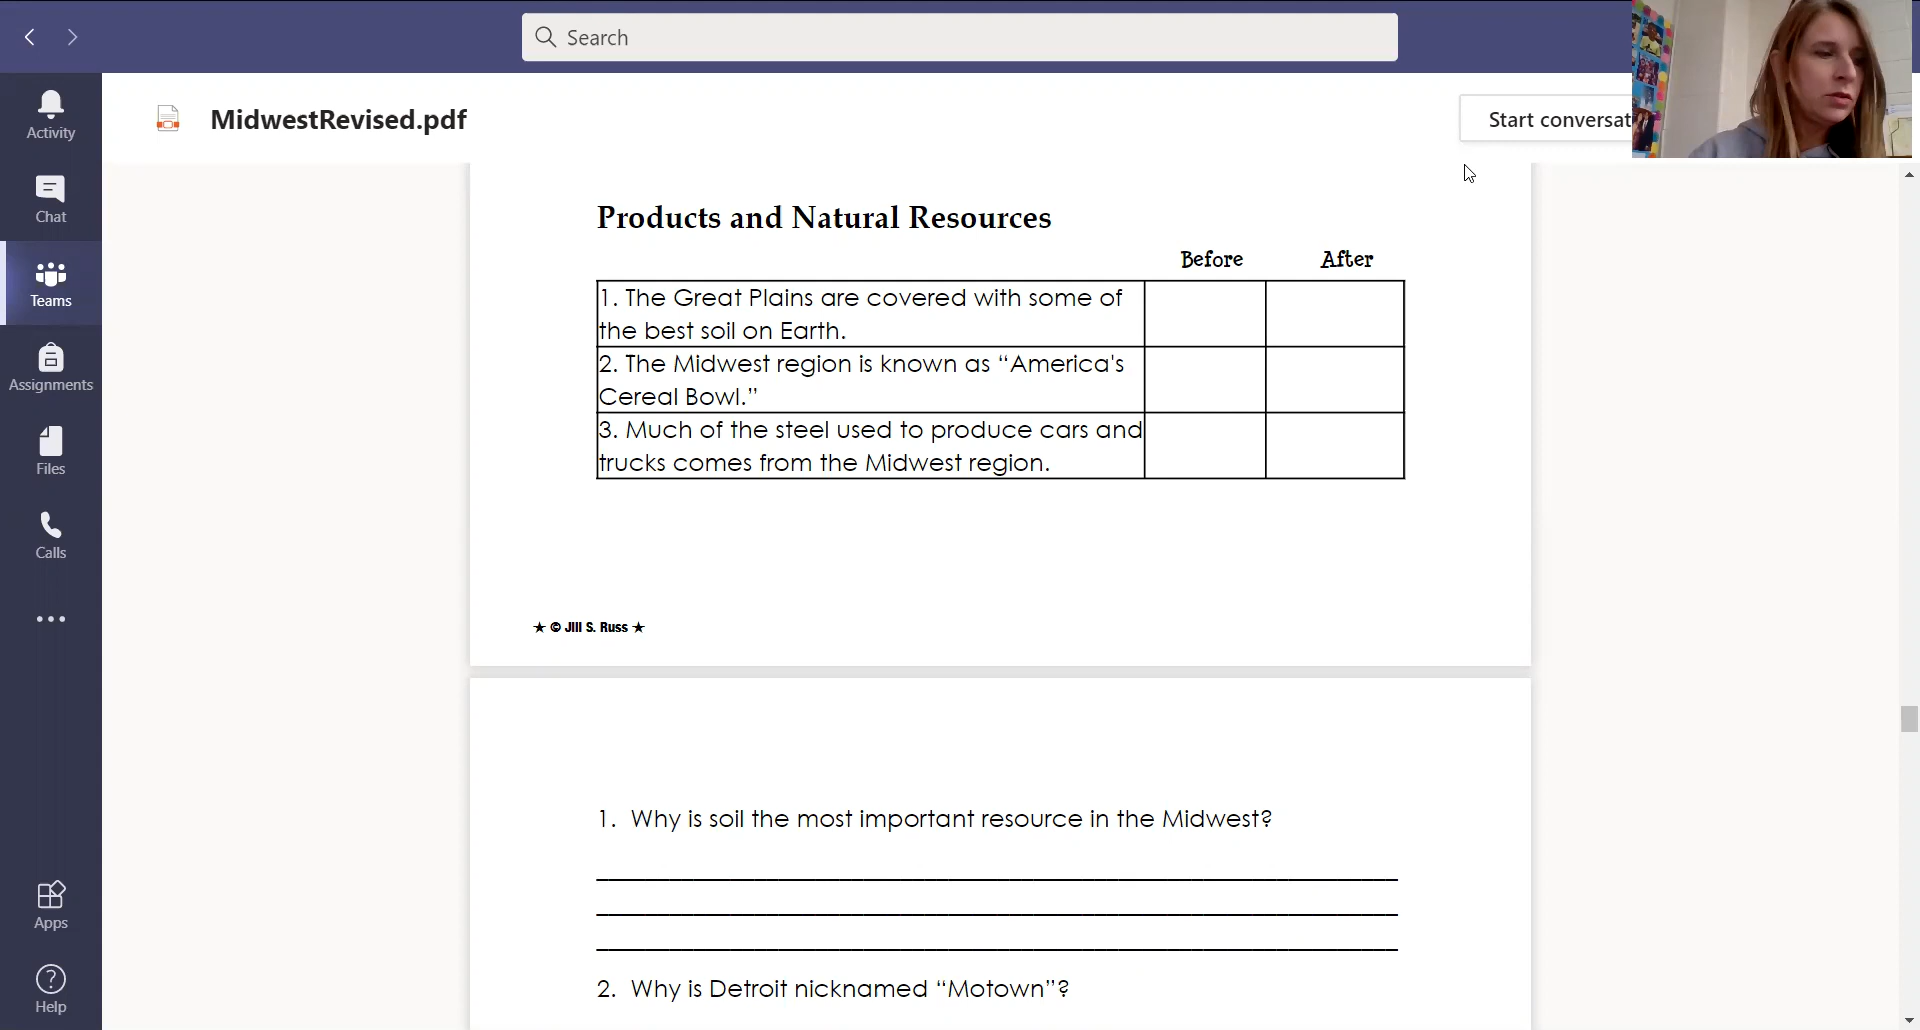 Search
Activity
Chat
Teams
Assignments
Files
Calls
Apps
Help
MidwestRevised.pdf
Start conversat
Products and Natural Resources
Before After
1. The Great Plains are covered with some of
the best soil on Earth.
2. The Midwest region is known as “America's
Cereal Bowl.”
3. Much of the steel used to produce cars and
trucks comes from the Midwest region.
★ © Jill S. Russ ★
1. Why is soil the most important resource in the Midwest?
2. Why is Detroit nicknamed “Motown”?